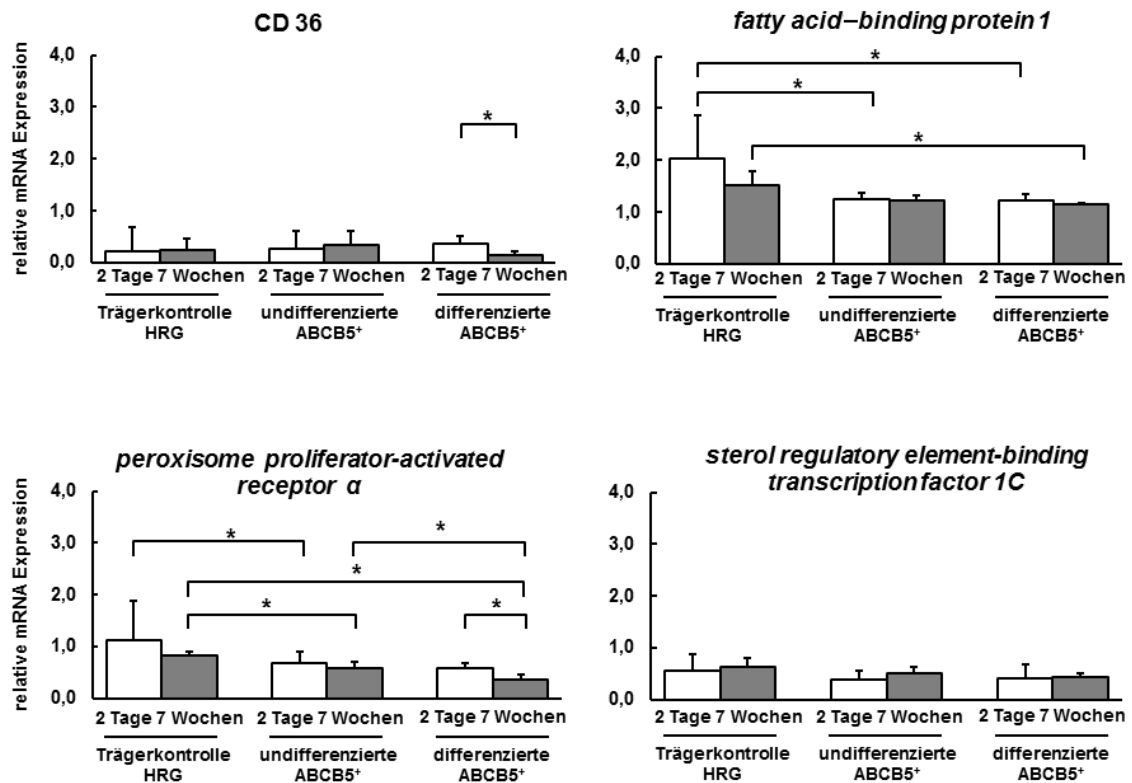 CD 36
4,0
3,0
2,0
1,0
0,0
relative mRNA Expression
*
2 Tage 7 Wochen 2 Tage 7 Wochen 2 Tage 7 Wochen
Trägerkontrolle undifferenzierte differenzierte
HRG ABCB5⁺ ABCB5⁺
fatty acid–binding protein 1
4,0
3,0
2,0
1,0
0,0
*
*
*
2 Tage 7 Wochen 2 Tage 7 Wochen 2 Tage 7 Wochen
Trägerkontrolle undifferenzierte differenzierte
HRG ABCB5⁺ ABCB5⁺
peroxisome proliferator-activated
receptor α
4,0
3,0
2,0
1,0
0,0
relative mRNA Expression
*
*
*
*
*
2 Tage 7 Wochen 2 Tage 7 Wochen 2 Tage 7 Wochen
Trägerkontrolle undifferenzierte differenzierte
HRG ABCB5⁺ ABCB5⁺
sterol regulatory element-binding
transcription factor 1C
4,0
3,0
2,0
1,0
0,0
2 Tage 7 Wochen 2 Tage 7 Wochen 2 Tage 7 Wochen
Trägerkontrolle undifferenzierte differenzierte
HRG ABCB5⁺ ABCB5⁺